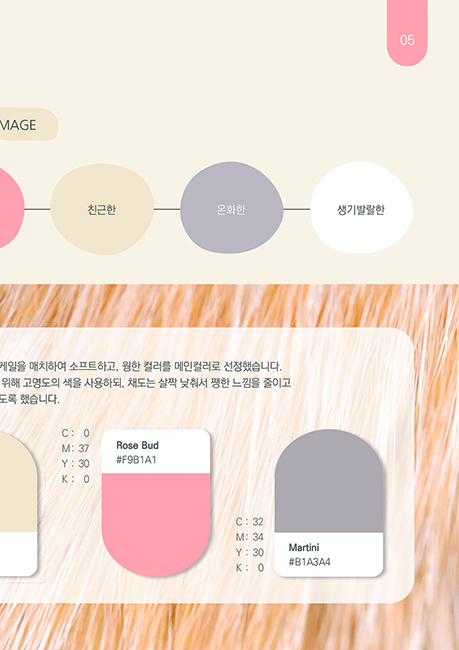 05
MAGE
친근한
온화한
생기발랄한
케일을 매치하여 소프트하고, 웜한 컬러를 메인컬러로 선정했습니다.
위해 고명도의 색을 사용하되, 채도는 살짝 낮춰서 쨍한 느낌을 줄이고
도록 했습니다.
C : 0
M : 37
Y : 30
K : 0
Rose Bud
#F9B1A1
C : 32
M : 34
Y : 30
K : 0
Martini
#B1A3A4